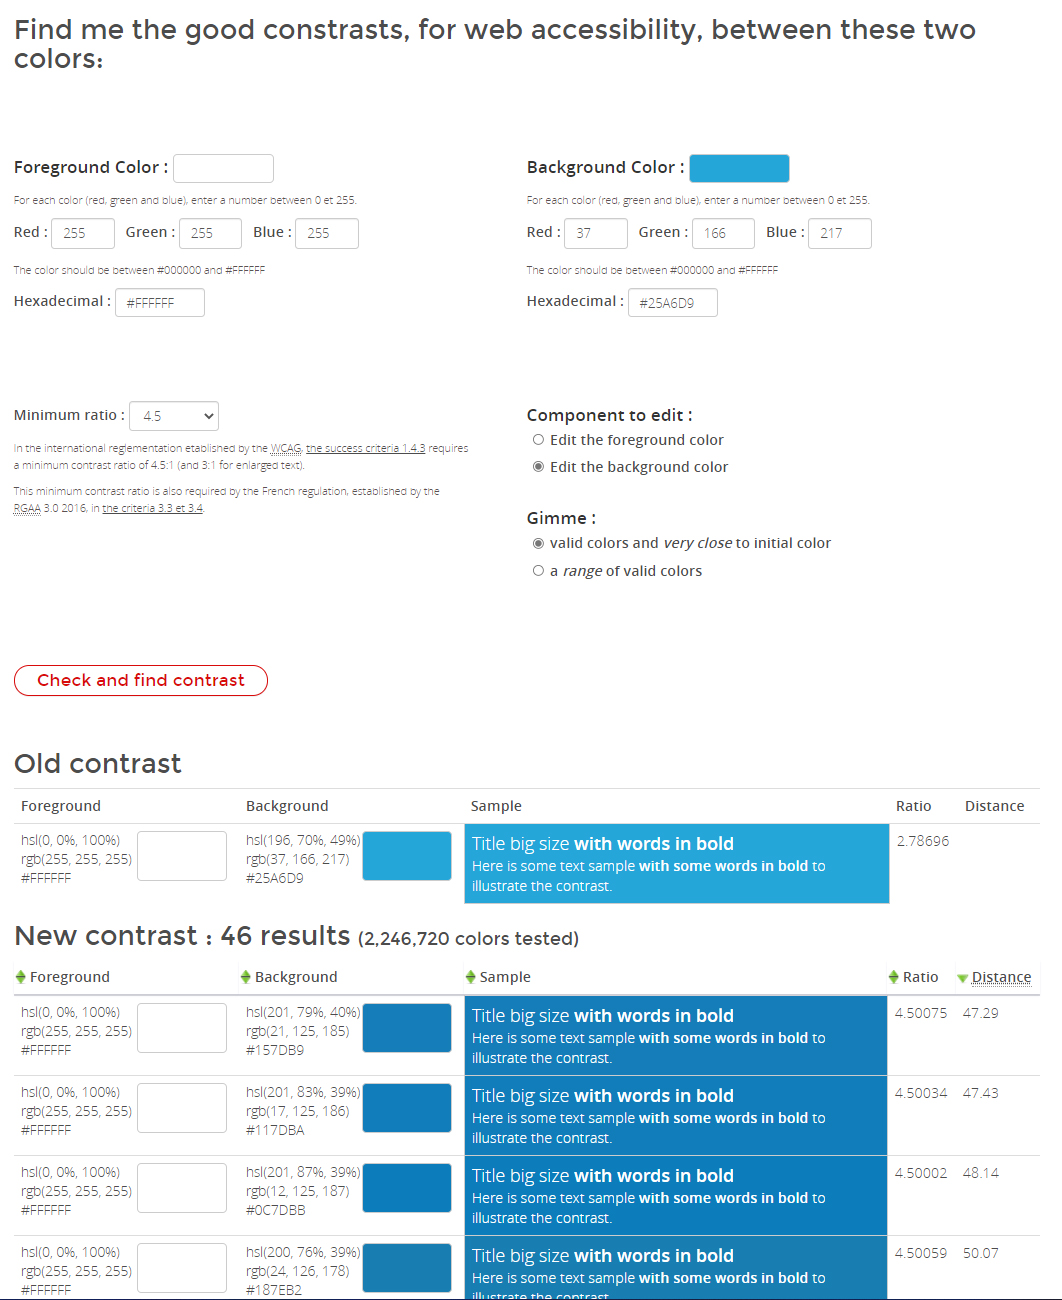 Find me the good constrasts, for web accessibility, between these two
colors:
Foreground Color :
For each color (red, green and blue), enter a number between 0 et 255.
Red : 255 Green : 255 Blue : 255
The color should be between #000000 and #FFFFFF
Hexadecimal : #FFFFFF
Background Color :
For each color (red, green and blue), enter a number between 0 et 255.
Red : 37 Green : 166 Blue : 217
The color should be between #000000 and #FFFFFF
Hexadecimal : #25A6D9
Minimum ratio : 4.5
In the international reglementation etablished by the WCAG, the success criteria 1.4.3 requires
a minimum contrast ratio of 4.5:1 (and 3:1 for enlarged text).
This minimum contrast ratio is also required by the French regulation, established by the
RGAA 3.0 2016, in the criteria 3.3 et 3.4.
Component to edit :
Edit the foreground color
Edit the background color
Gimme :
valid colors and very close to initial color
a range of valid colors
Check and find contrast
Old contrast
Foreground Background Sample Ratio Distance
hsl(0, 0%, 100%)
rgb(255, 255, 255)
#FFFFFF
hsl(196, 70%, 49%)
rgb(37, 166, 217)
#25A6D9
Title big size with words in bold
Here is some text sample with some words in bold to
illustrate the contrast.
2.78696
New contrast : 46 results (2,246,720 colors tested)
Foreground Background Sample Ratio Distance
hsl(0, 0%, 100%)
rgb(255, 255, 255)
#FFFFFF
hsl(201, 79%, 40%)
rgb(21, 125, 185)
#157DB9
Title big size with words in bold
Here is some text sample with some words in bold to
illustrate the contrast.
4.50075 47.29
hsl(0, 0%, 100%)
rgb(255, 255, 255)
#FFFFFF
hsl(201, 83%, 39%)
rgb(17, 125, 186)
#117DBA
Title big size with words in bold
Here is some text sample with some words in bold to
illustrate the contrast.
4.50034 47.43
hsl(0, 0%, 100%)
rgb(255, 255, 255)
#FFFFFF
hsl(201, 87%, 39%)
rgb(12, 125, 187)
#0C7DBB
Title big size with words in bold
Here is some text sample with some words in bold to
illustrate the contrast.
4.50002 48.14
hsl(0, 0%, 100%)
rgb(255, 255, 255)
#FFFFFF
hsl(200, 76%, 39%)
rgb(24, 126, 178)
#187EB2
Title big size with words in bold
Here is some text sample with some words in bold to
illustrate the contrast.
4.50059 50.07